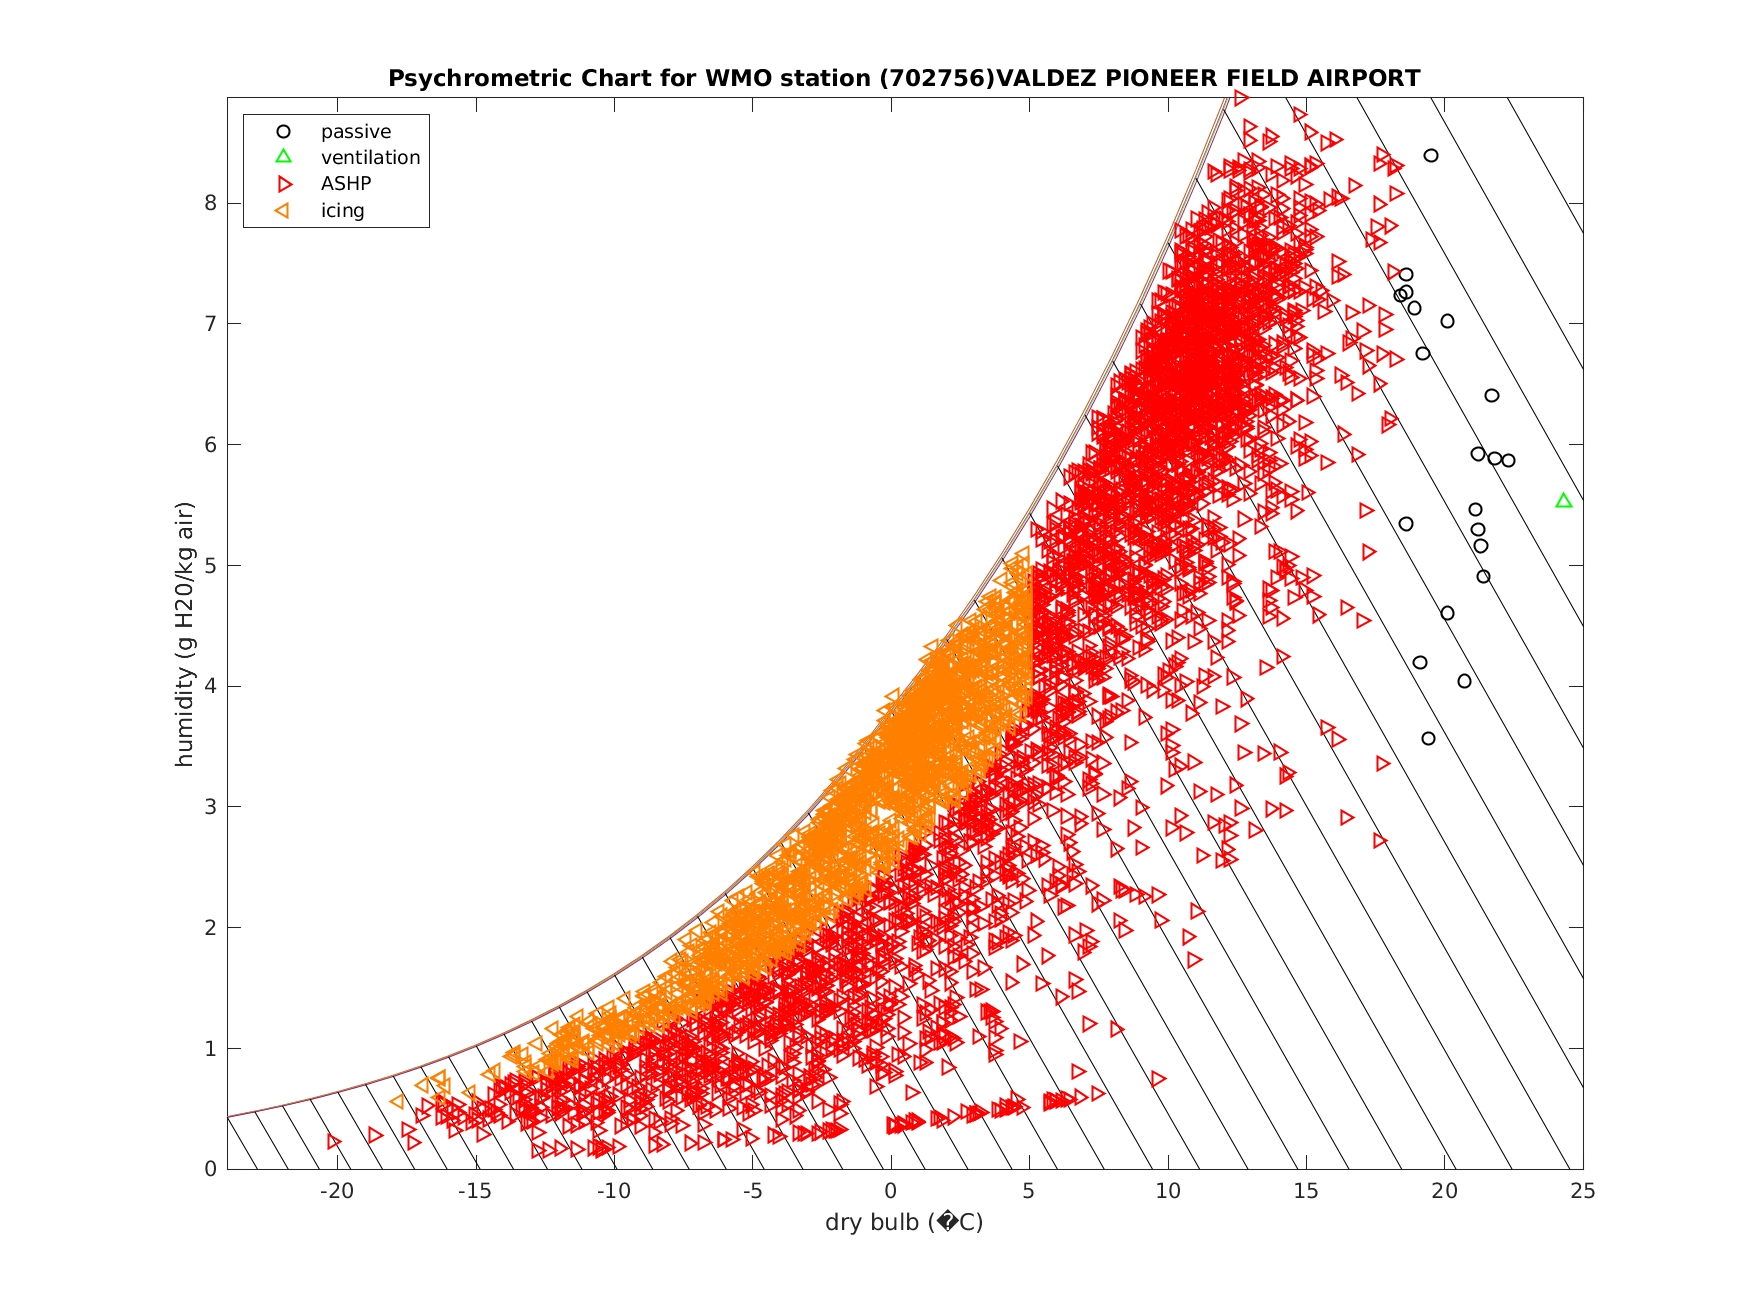 Psychrometric Chart for WMO station (702756)VALDEZ PIONEER FIELD AIRPORT
passive
ventilation
ASHP
icing
humidity (g H20/kg air)
8
7
6
5
4
3
2
1
0
-20 -15 -10 -5 0 5 10 15 20 25
dry bulb (�C)